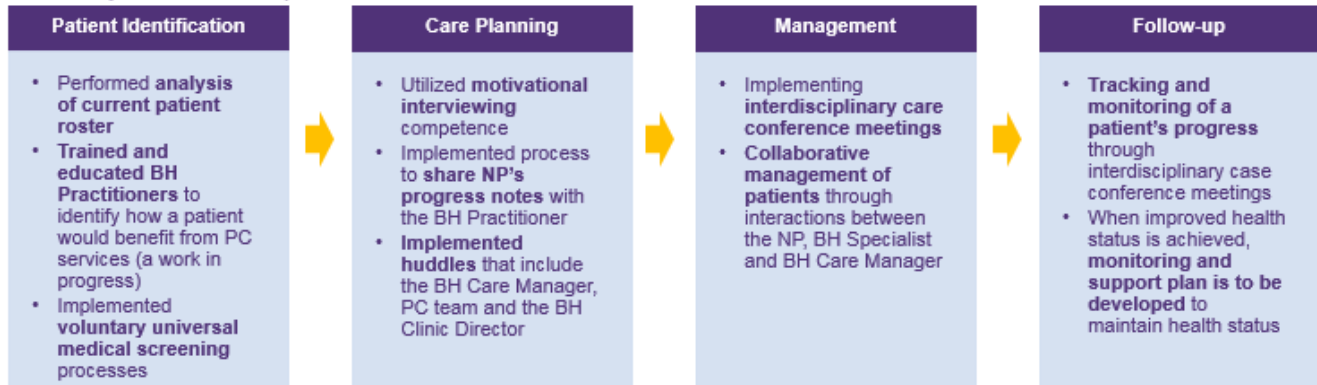 Patient Identification
• Performed analysis
of current patient
roster
• Trained and
educated BH
Practitioners to
identify how a patient
would benefit from PC
services (a work in
progress)
• Implemented
voluntary universal
medical screening
processes
Care Planning
• Utilized motivational
interviewing
competence
• Implemented process
to share NP's
progress notes with
the BH Practitioner
• Implemented
huddles that include
the BH Care Manager,
PC team and the BH
Clinic Director
Management
• Implementing
interdisciplinary care
conference meetings
• Collaborative
management of
patients through
interactions between
the NP, BH Specialist
and BH Care Manager
Follow-up
• Tracking and
monitoring of a
patient's progress
through
interdisciplinary case
conference meetings
• When improved health
status is achieved,
monitoring and
support plan is to be
developed to
maintain health status